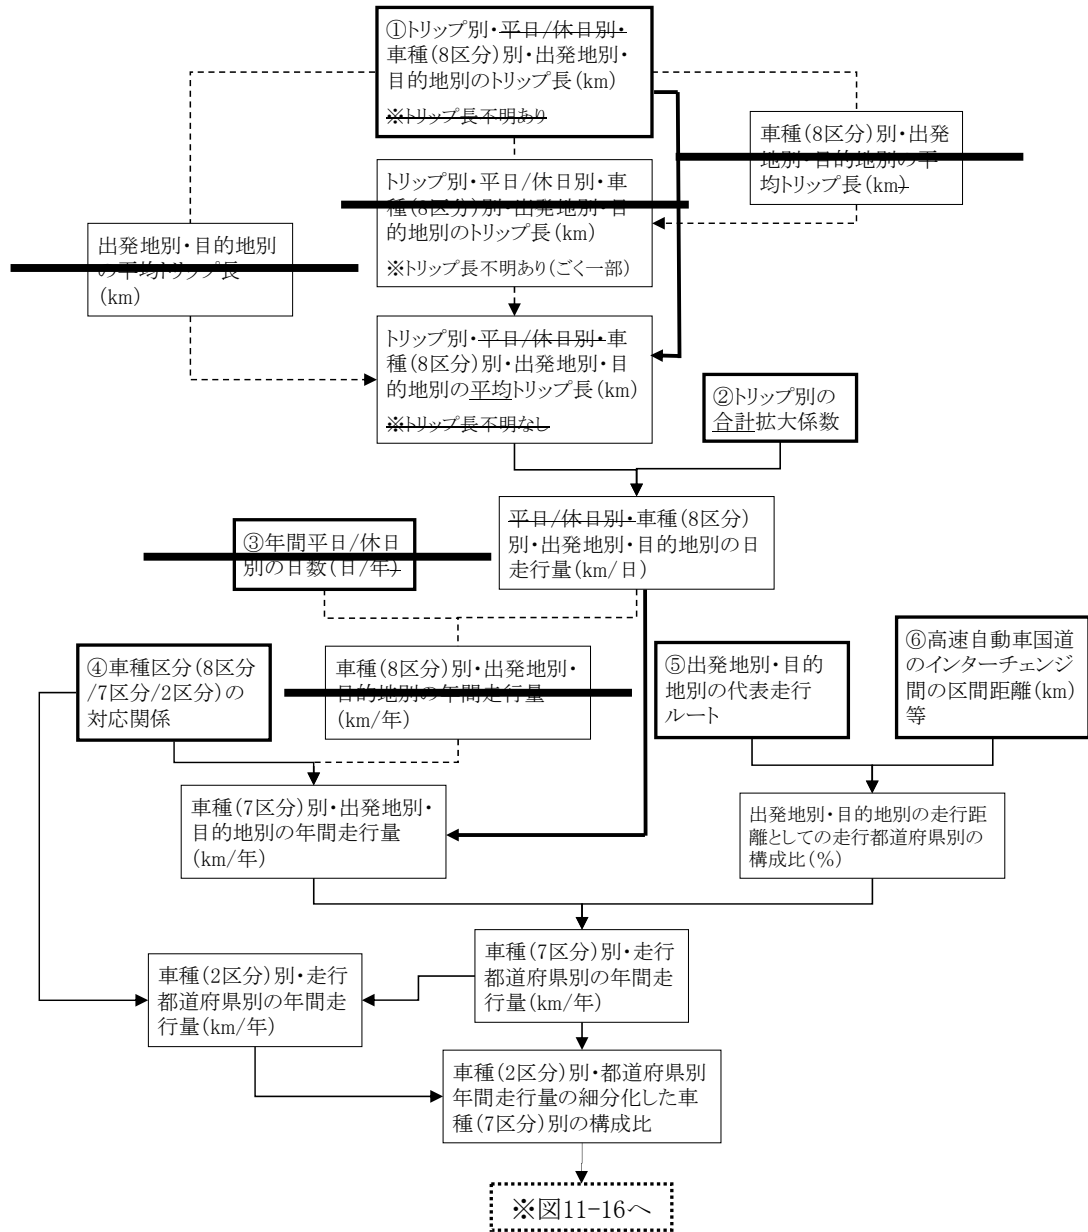 ①トリップ別・平日/休日別・
車種(8区分)別・出発地別・
目的地別のトリップ長(km)
※トリップ長不明あり
車種(8区分)別・出発
地別・目的地別の平
均トリップ長(km)
トリップ別・平日/休日別・車
種(8区分)別・出発地別・目
的地別のトリップ長(km)
※トリップ長不明あり(ごく一部)
出発地別・目的地別
の平均トリップ長
(km)
トリップ別・平日/休日別・車
種(8区分)別・出発地別・目
的地別の平均トリップ長(km)
※トリップ長不明なし
②トリップ別の
合計拡大係数
平日/休日別・車種(8区分)
別・出発地別・目的地別の日
走行量(km/日)
③年間平日/休日
別の日数(日/年)
④車種区分(8区分
/7区分/2区分)の
対応関係
車種(8区分)別・出発地別・
目的地別の年間走行量
(km/年)
⑤出発地別・目的
地別の代表走行
ルート
⑥高速自動車国道
のインターチェンジ
間の区間距離(km)
等
車種(7区分)別・出発地別・
目的地別の年間走行量
(km/年)
出発地別・目的地別の走行距
離としての走行都道府県別の
構成比(%)
車種(2区分)別・走行
都道府県別の年間走
行量(km/年)
車種(7区分)別・走行
都道府県別の年間走
行量(km/年)
車種(2区分)別・都道府県別
年間走行量の細分化した車
種(7区分)別の構成比
※図11-16へ